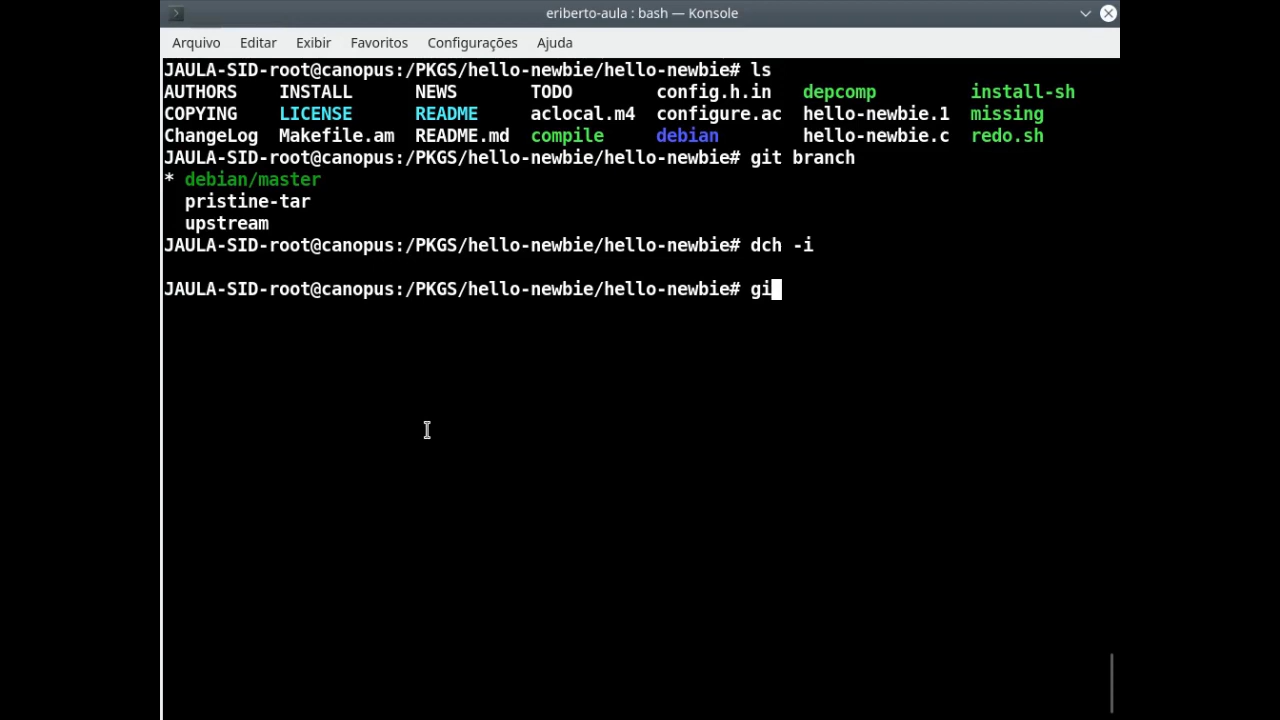 eriberto-aula : bash — Konsole
Arquivo Editar Exibir Favoritos Configurações Ajuda
JAULA-SID-root@canopus:/PKGS/hello-newbie/hello-newbie# ls
AUTHORS INSTALL NEWS TODO config.h.in depcomp install-sh
COPYING LICENSE README aclocal.m4 configure.ac hello-newbie.1 missing
ChangeLog Makefile.am README.md compile debian hello-newbie.c redo.sh
JAULA-SID-root@canopus:/PKGS/hello-newbie/hello-newbie# git branch
* debian/master
pristine-tar
upstream
JAULA-SID-root@canopus:/PKGS/hello-newbie/hello-newbie# dch -i
JAULA-SID-root@canopus:/PKGS/hello-newbie/hello-newbie# gi